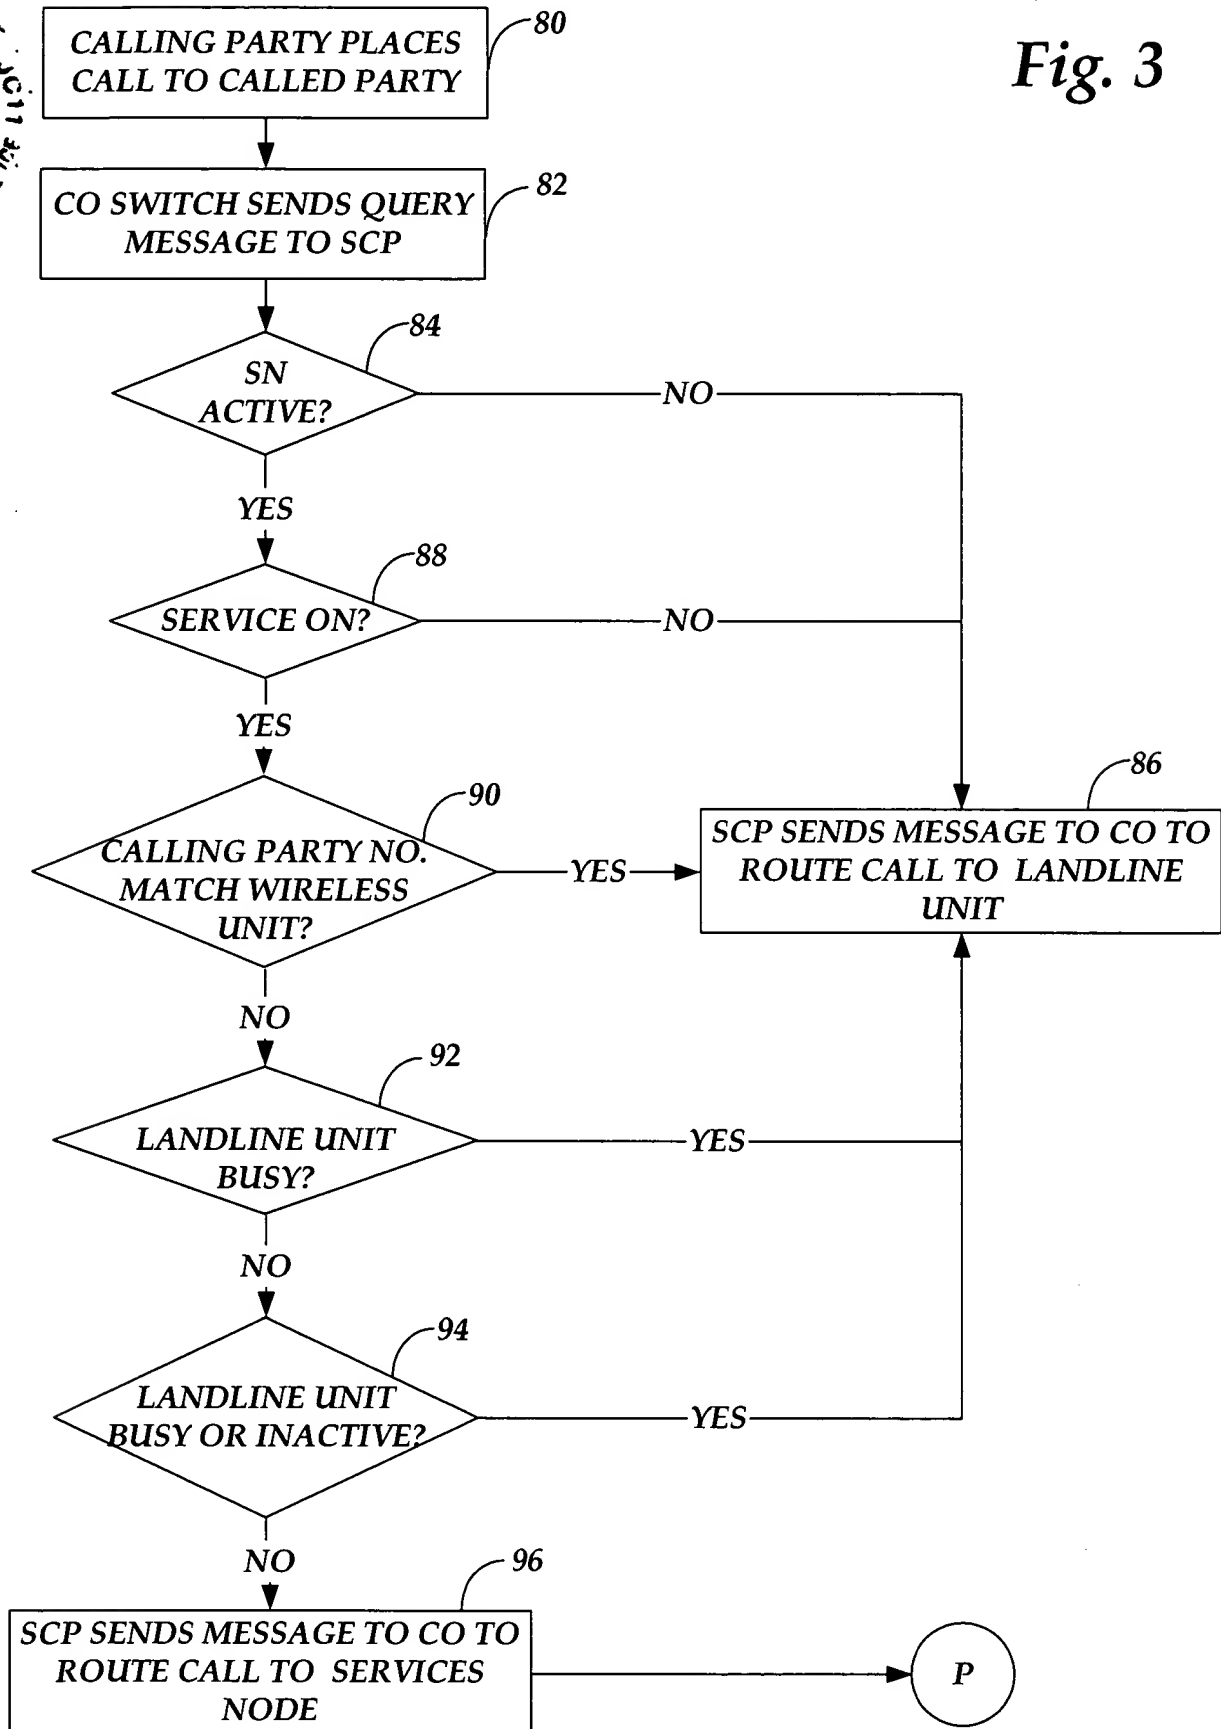 Fig. 3
CALLING PARTY PLACES
CALL TO CALLED PARTY
80
CO SWITCH SENDS QUERY
MESSAGE TO SCP
82
SN
ACTIVE?
84
NO
YES
SERVICE ON?
88
NO
YES
CALLING PARTY NO.
MATCH WIRELESS
UNIT?
90
YES
SCP SENDS MESSAGE TO CO TO
ROUTE CALL TO LANDLINE
UNIT
86
NO
LANDLINE UNIT
BUSY?
92
YES
NO
LANDLINE UNIT
BUSY OR INACTIVE?
94
YES
NO
SCP SENDS MESSAGE TO CO TO
ROUTE CALL TO SERVICES
NODE
96
P